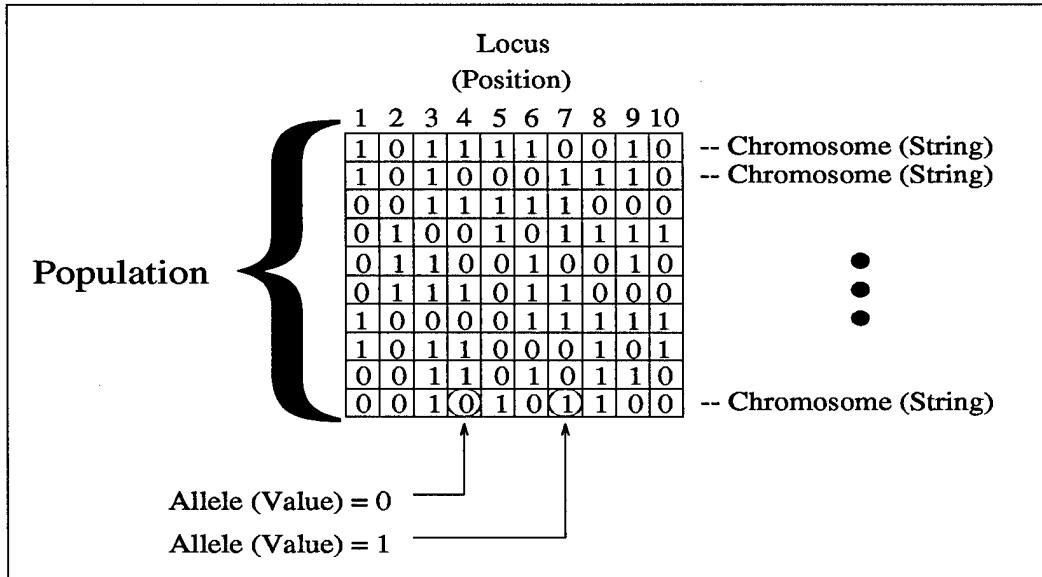 Locus
(Position)
1 2 3 4 5 6 7 8 9 10
1 0 1 1 1 1 0 0 1 0 -- Chromosome (String)
1 0 1 0 0 0 1 1 1 0 -- Chromosome (String)
0 0 1 1 1 1 1 0 0 0
0 1 0 0 1 0 1 1 1 1
Population
0 1 1 0 0 1 0 0 1 0
0 1 1 1 0 1 1 0 0 0
1 0 0 0 0 1 1 1 1 1
1 0 1 1 0 0 0 1 0 1
0 0 1 1 0 1 0 1 1 0
0 0 1 0 1 0 1 1 0 0 -- Chromosome (String)
Allele (Value) = 0
Allele (Value) = 1